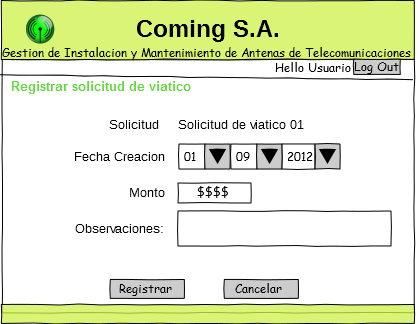 Coming S.A.
Gestion de Instalacion y Mantenimiento de Antenas de Telecomunicaciones
Hello Usuario Log Out
Registrar solicitud de viatico
Solicitud Solicitud de viatico 01
Fecha Creacion 01 09 2012
Monto $$$$
Observaciones:
Registrar Cancelar